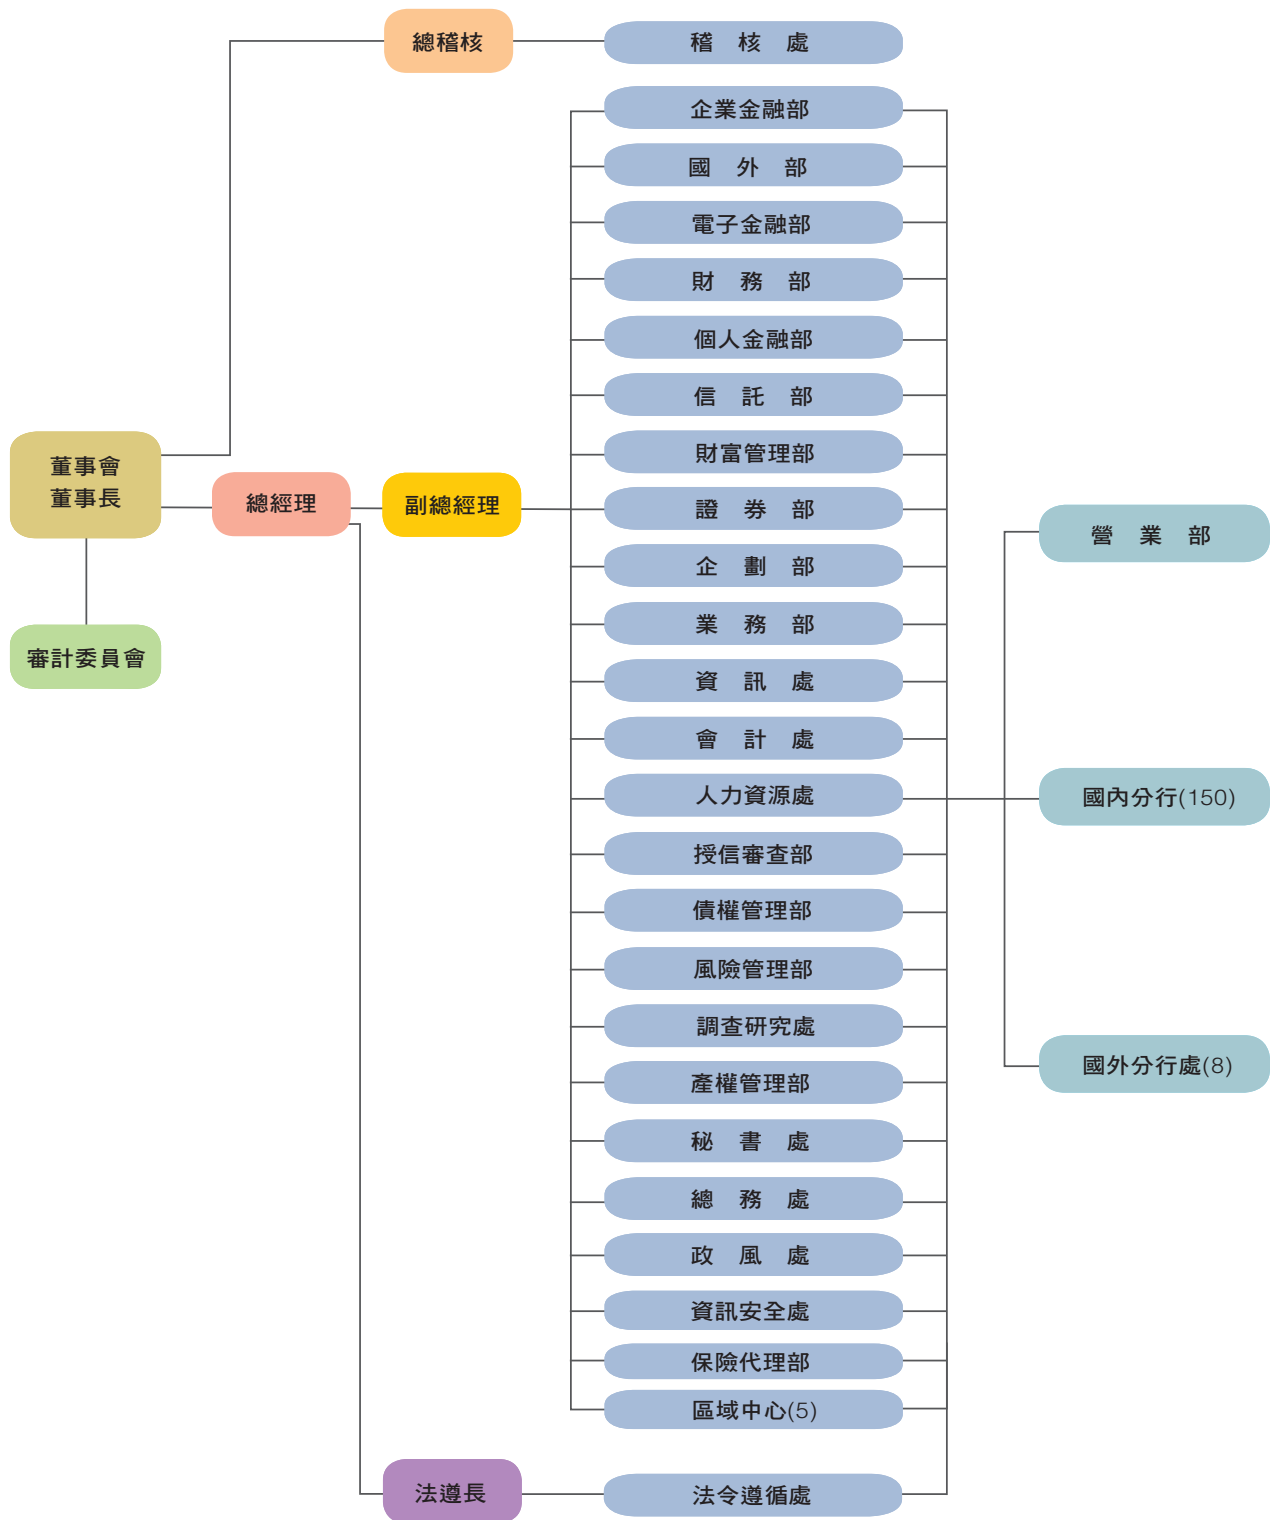 總稽核
稽核處
企業金融部
國外部
電子金融部
財務部
個人金融部
信託部
財富管理部
董事會
董事長
總經理
副總經理
證券部
營業部
企劃部
業務部
審計委員會
資訊處
會計處
人力資源處
國內分行(150)
授信審查部
債權管理部
風險管理部
調查研究處
國外分行處(8)
產權管理部
秘書處
總務處
政風處
資訊安全處
保險代理部
區域中心(5)
法遵長
法令遵循處